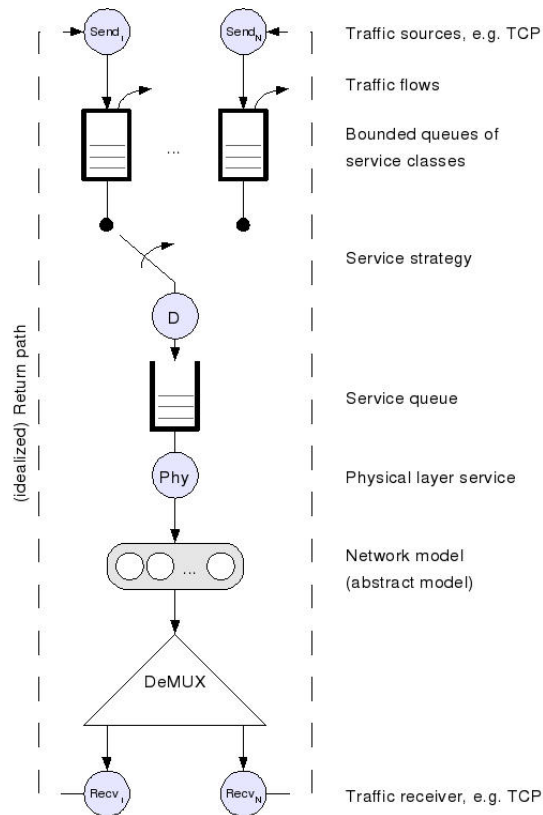 Send1 SendN Traffic sources, e.g. TCP
Traffic flows
Bounded queues of
service classes
...
Service strategy
D
(idealized) Return path
Service queue
Phy Physical layer service
Network model
(abstract model)
...
DeMUX
Recv1 RecvN Traffic receiver, e.g. TCP